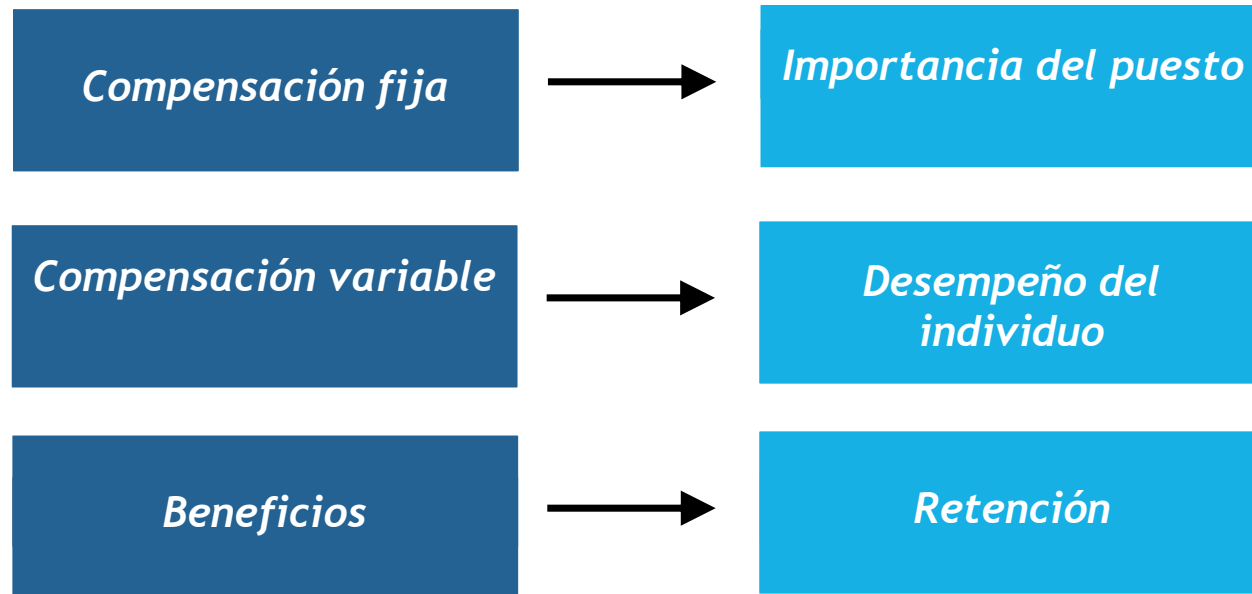 Compensación fija
Importancia del puesto
Compensación variable
Desempeño del
individuo
Beneficios
Retención